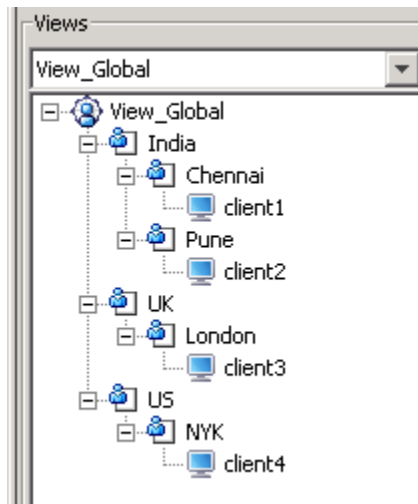 Views
View_Global
View_Global
India
Chennai
client1
Pune
client2
UK
London
client3
US
NYK
client4